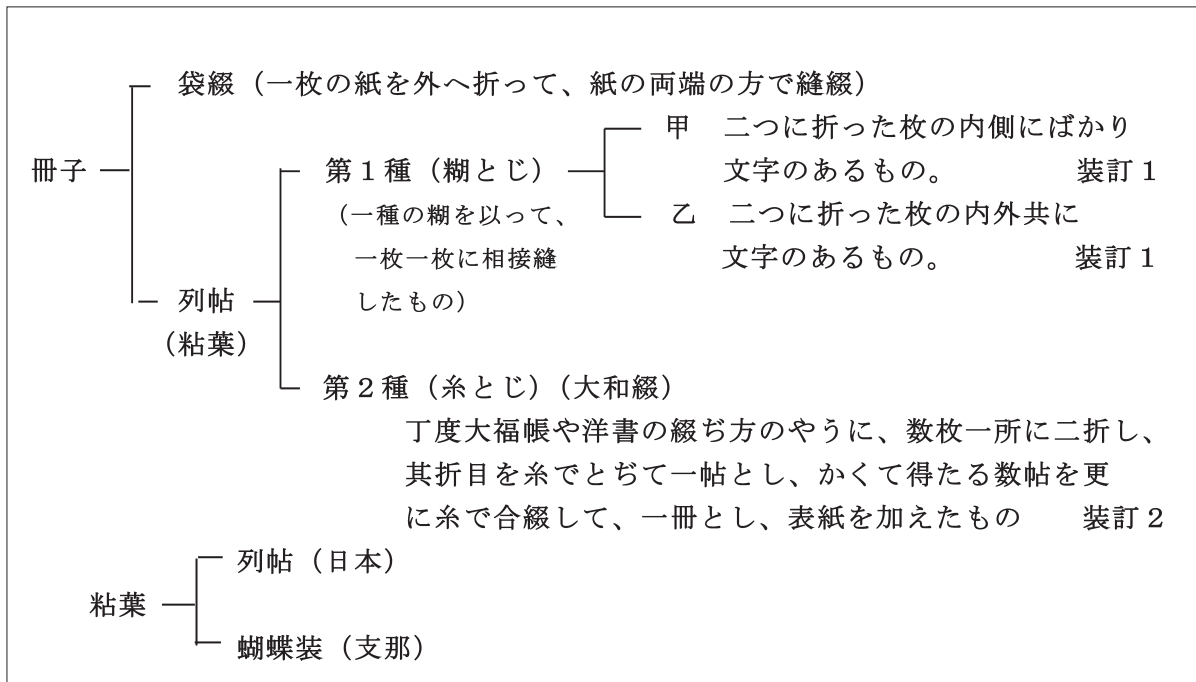 袋綴（一枚の紙を外へ折って、紙の両端の方で縫綴）
冊子
第１種（糊とじ）
（一種の糊を以って、
一枚一枚に相接縫
したもの）
甲　二つに折った枚の内側にばかり
文字のあるもの。　装訂１
乙　二つに折った枚の内外共に
文字のあるもの。　装訂１
列帖
（粘葉）
第２種（糸とじ）（大和綴）
丁度大福帳や洋書の綴ぢ方のやうに、数枚一所に二折し、
其折目を糸でとぢて一帖とし、かくて得たる数帖を更
に糸で合綴して、一冊とし、表紙を加えたもの　装訂２
列帖（日本）
粘葉
蝴蝶装（支那）